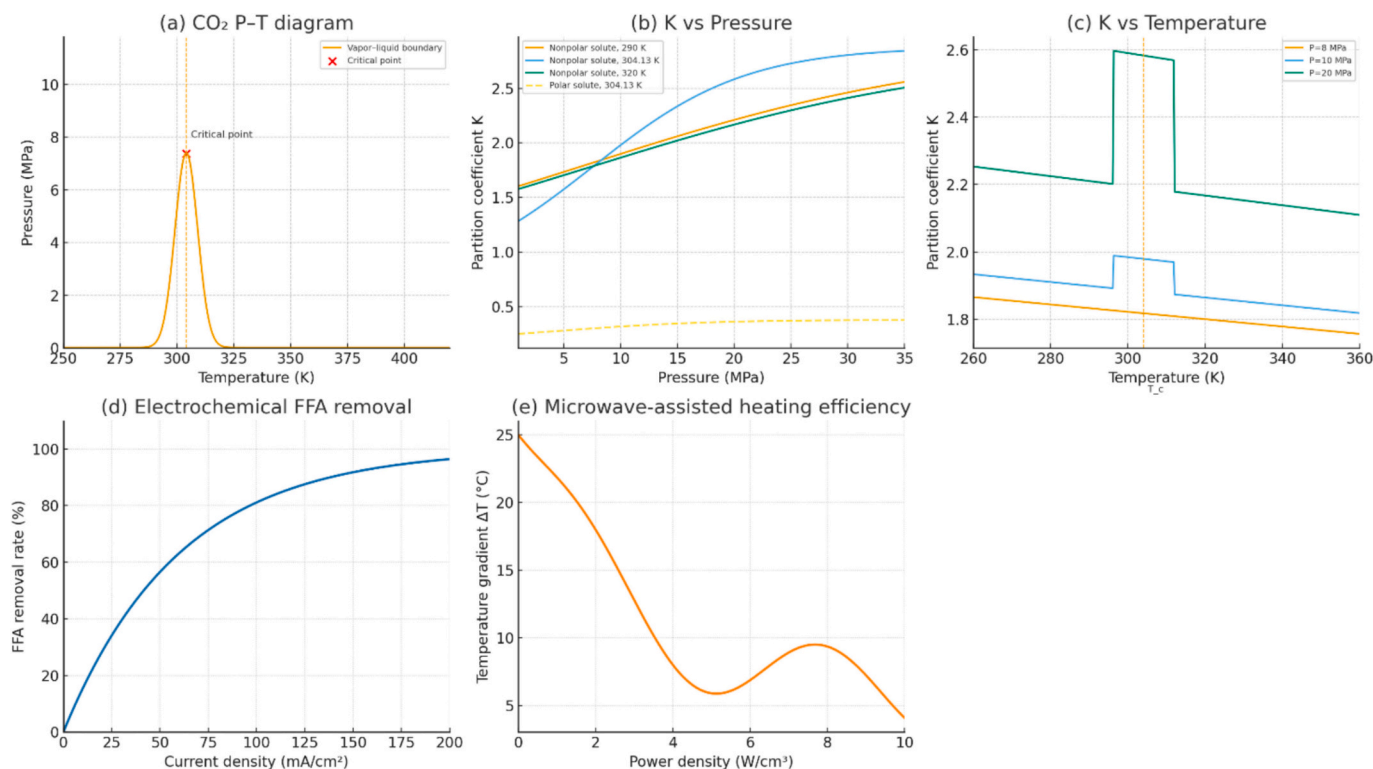 (a) CO₂ P–T diagram
Vapor–liquid boundary
Critical point
Critical point
Pressure (MPa)
10
8
6
4
2
0
250
300
325
350
375
400
Temperature (K)
(b) K vs Pressure
Nonpolar solute, 290 K
Nonpolar solute, 304.13 K
Nonpolar solute, 320 K
Polar solute, 304.13 K
Partition coefficient K
2.5
2.0
1.5
1.0
0.5
5
10
15
20
25
30
35
Pressure (MPa)
(c) K vs Temperature
P=8 MPa
P=10 MPa
P=20 MPa
Partition coefficient K
2.6
2.4
2.2
2.0
1.8
260
280
300
320
340
360
Temperature (K)
T_c
(d) Electrochemical FFA removal
FFA removal rate (%)
100
80
60
40
20
0
0
25
50
75
100
125
150
175
200
Current density (mA/cm²)
(e) Microwave-assisted heating efficiency
Temperature gradient ΔT (°C)
25
20
15
10
5
0
2
4
6
8
10
Power density (W/cm³)